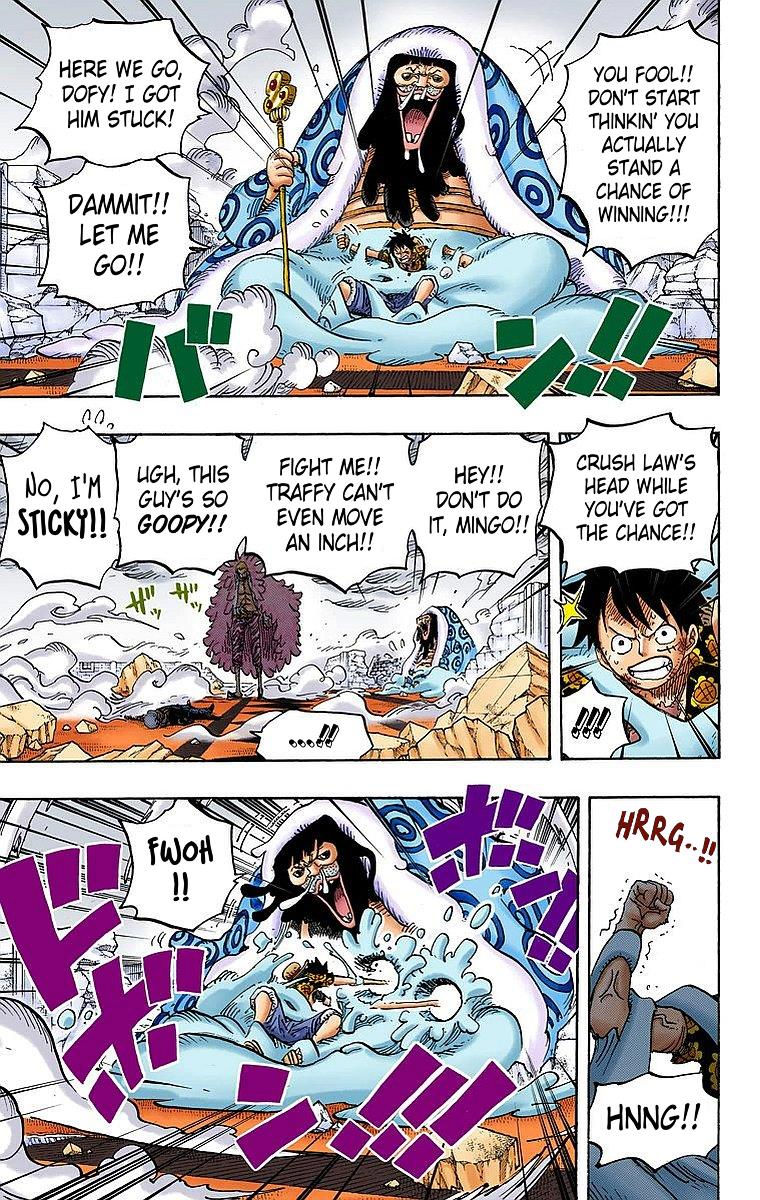 YOU FOOL!!
DON'T START
THINKIN' YOU
ACTUALLY
STAND A
CHANCE OF
WINNING!!!
HERE WE GO,
DOFY! I GOT
HIM STUCK!
DAMMIT!!
LET ME
GO!!
バン!!
CRUSH LAW'S
HEAD WHILE
YOU'VE GOT
THE CHANCE!!
!!!
HEY!!
DON'T DO
IT, MINGO!!
FIGHT ME!!
TRAFFY CAN'T
EVEN MOVE
AN INCH!!
UGH, THIS
GUY'S SO
GOOPY!!
NO, I'M
STICKY!!
ザッ
ザッ
....!!
HRRG..!!
HNNG!!
FWOH
!!
ボボン!!
ドボン!!!